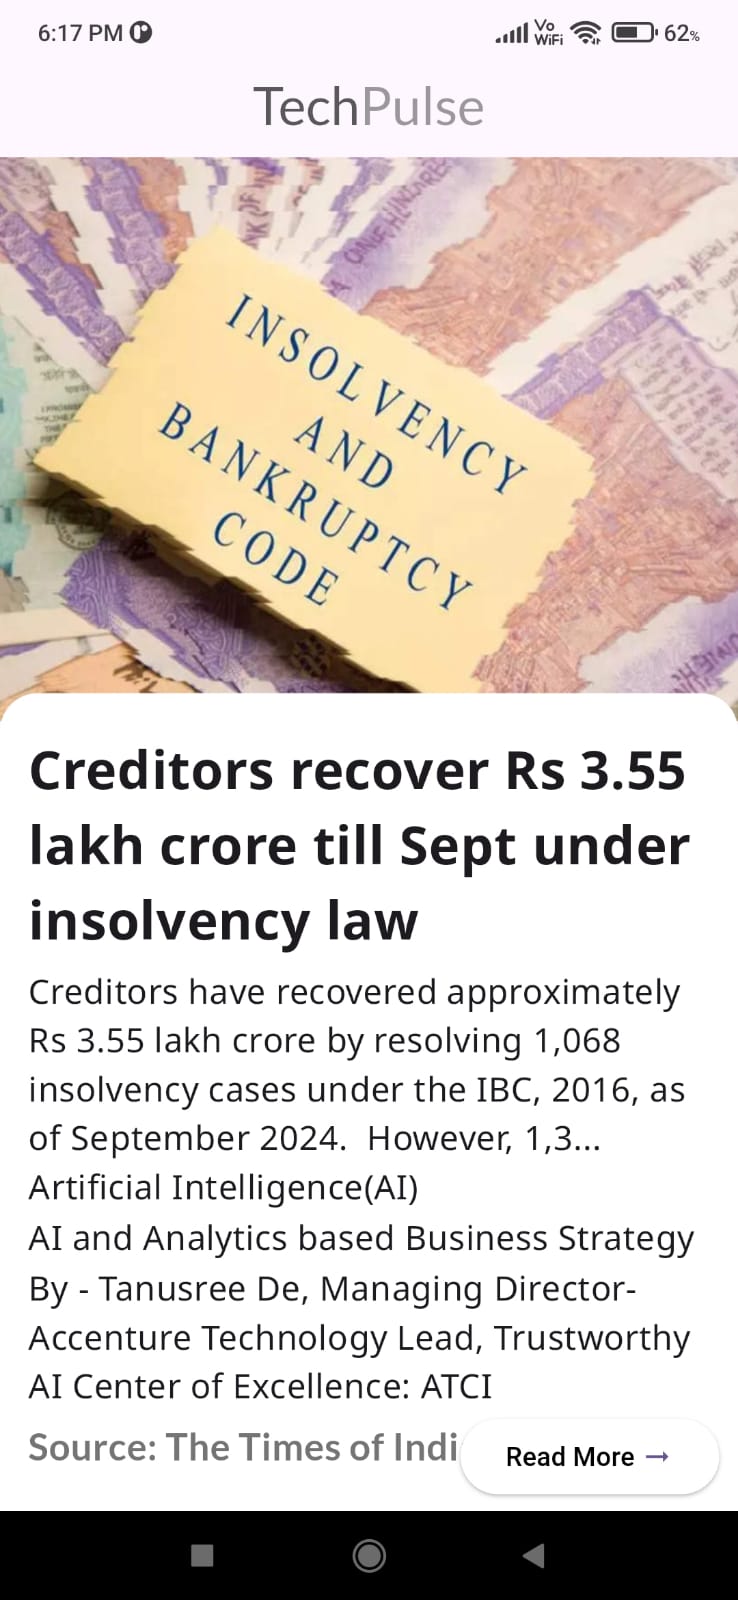 6:17 PM
Vo
WiFi
62%
TechPulse
ONE HUNDRE
INSOLVENCY
AND
BANKRUPTCY
CODE
Creditors recover Rs 3.55
lakh crore till Sept under
insolvency law
Creditors have recovered approximately
Rs 3.55 lakh crore by resolving 1,068
insolvency cases under the IBC, 2016, as
of September 2024.  However, 1,3...
Artificial Intelligence(AI)
AI and Analytics based Business Strategy
By - Tanusree De, Managing Director-
Accenture Technology Lead, Trustworthy
AI Center of Excellence: ATCI
Source: The Times of Indi
Read More →